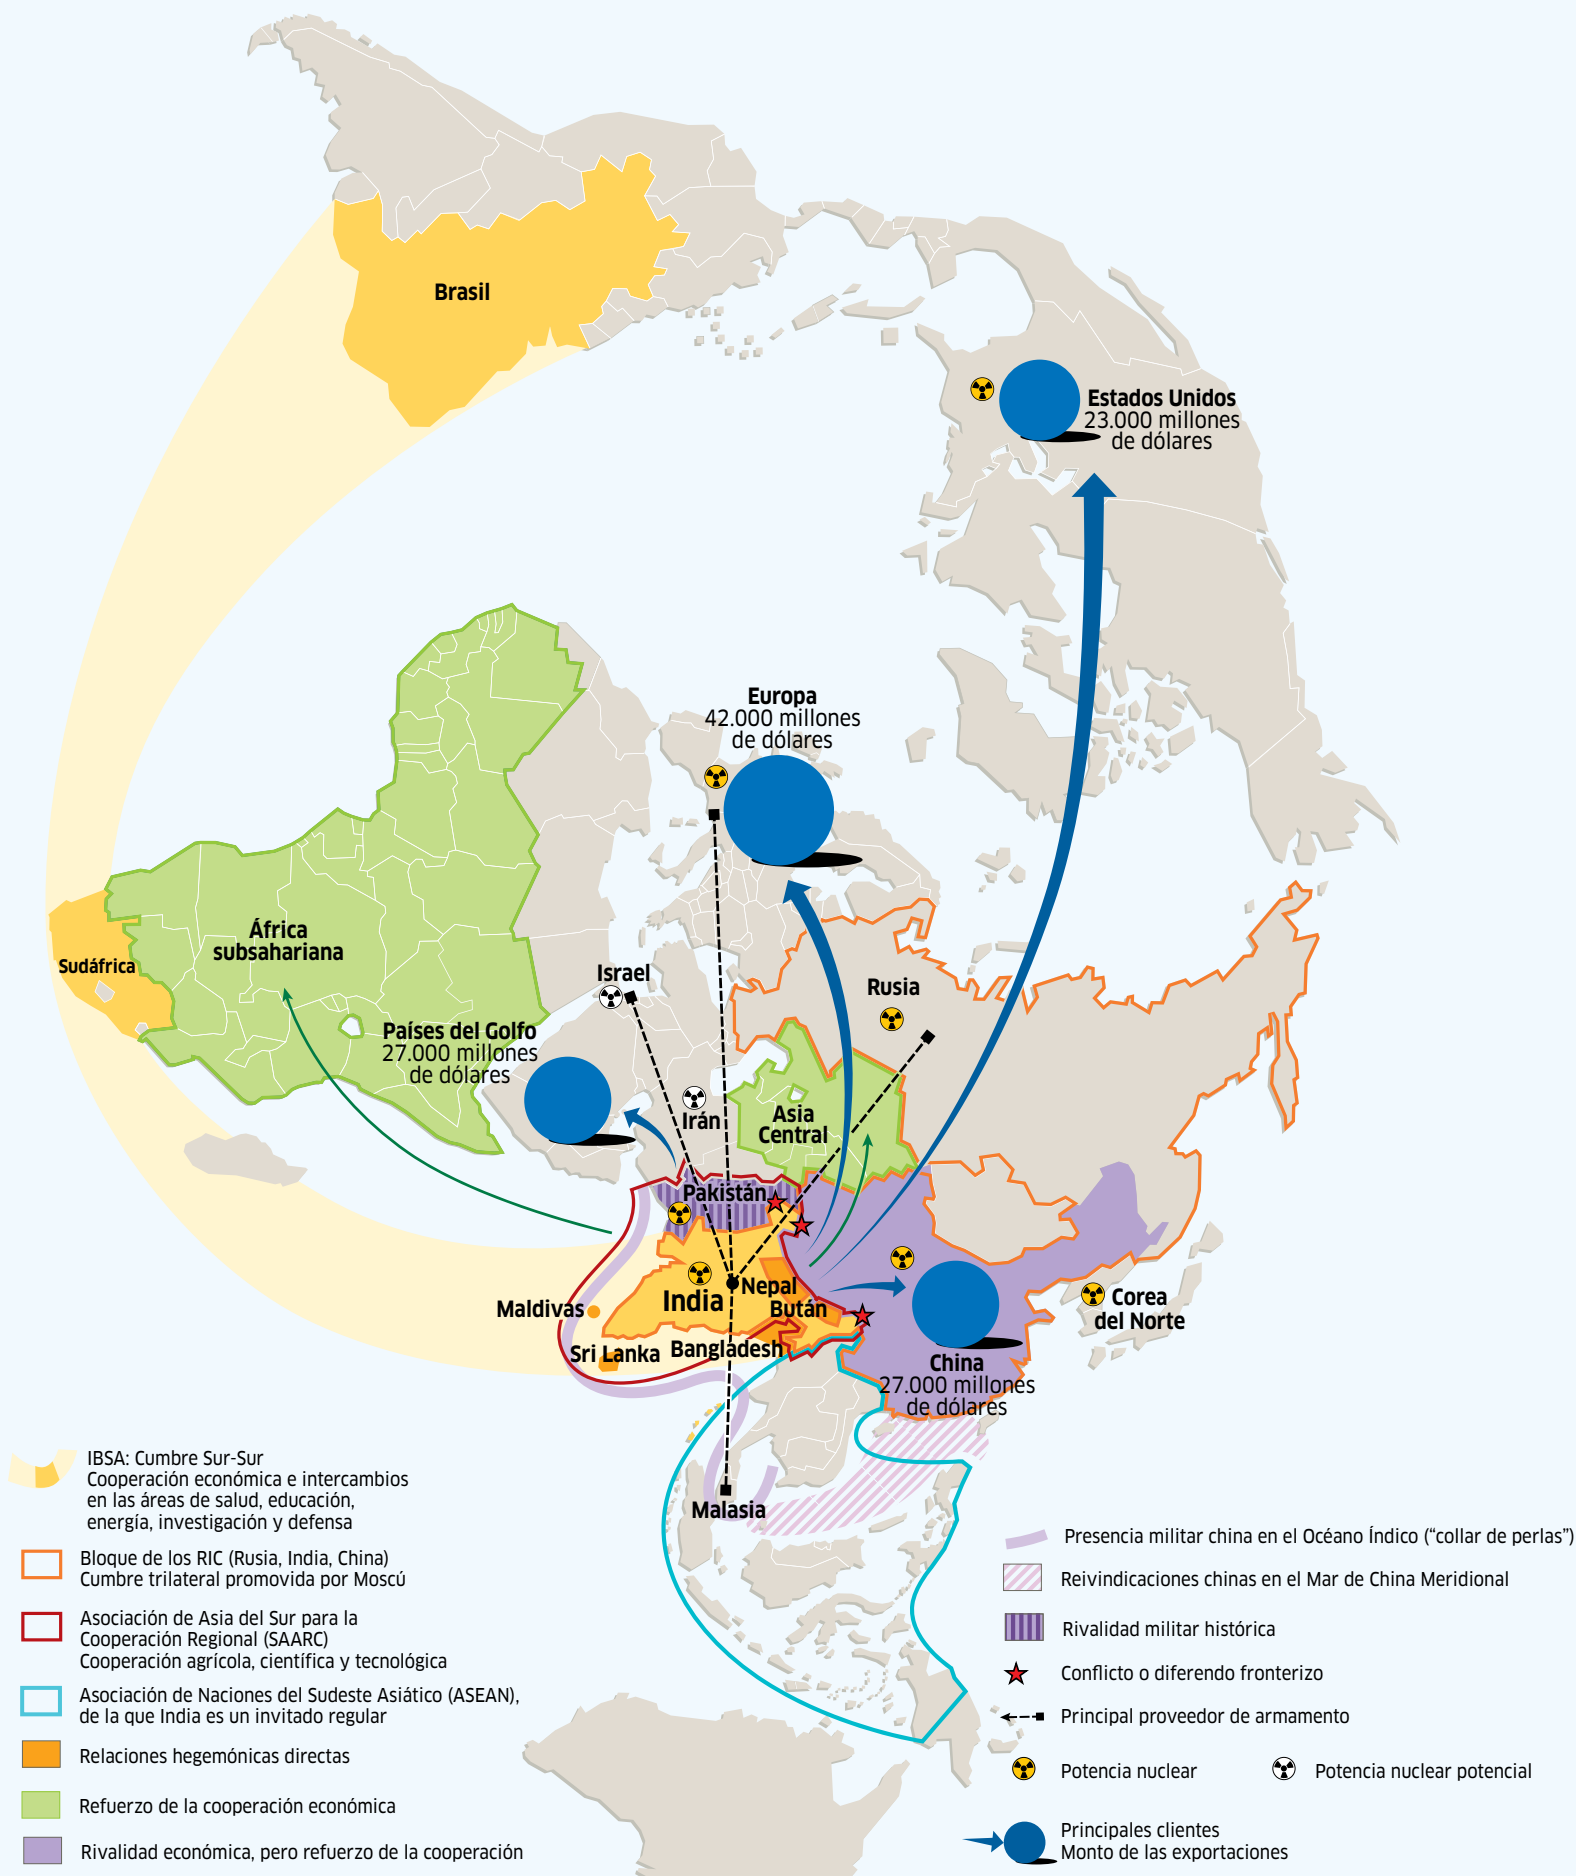 Brasil
Estados Unidos
23.000 millones
de dólares
Europa
42.000 millones
de dólares
África
subsahariana
Sudáfrica
Israel
Rusia
Países del Golfo
27.000 millones
de dólares
Irán
Asia
Central
Pakistán
India
Nepal
Bután
Maldivas
Sri Lanka
Bangladesh
Corea
del Norte
China
27.000 millones
de dólares
Malasia
IBSA: Cumbre Sur-Sur
Cooperación económica e intercambios
en las áreas de salud, educación,
energía, investigación y defensa
Bloque de los RIC (Rusia, India, China)
Cumbre trilateral promovida por Moscú
Asociación de Asia del Sur para la
Cooperación Regional (SAARC)
Cooperación agrícola, científica y tecnológica
Asociación de Naciones del Sudeste Asiático (ASEAN),
de la que India es un invitado regular
Relaciones hegemónicas directas
Refuerzo de la cooperación económica
Rivalidad económica, pero refuerzo de la cooperación
Presencia militar china en el Océano Índico (“collar de perlas”)
Reivindicaciones chinas en el Mar de China Meridional
Rivalidad militar histórica
Conflicto o diferendo fronterizo
Principal proveedor de armamento
Potencia nuclear
Potencia nuclear potencial
Principales clientes
Monto de las exportaciones